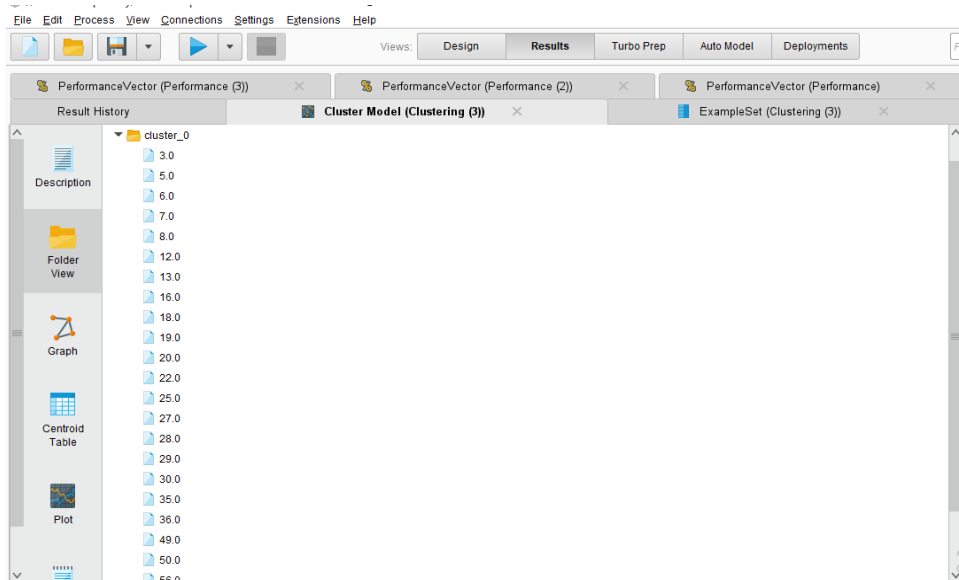 File Edit Process View Connections Settings Extensions Help
Views: Design Results Turbo Prep Auto Model Deployments
PerformanceVector (Performance (3)) PerformanceVector (Performance (2)) PerformanceVector (Performance)
Result History Cluster Model (Clustering (3)) ExampleSet (Clustering (3))
cluster_0
3.0
Description
5.0
6.0
7.0
8.0
Folder
View
12.0
13.0
16.0
18.0
19.0
Graph
20.0
22.0
25.0
Centroid
Table
27.0
28.0
29.0
30.0
35.0
Plot
36.0
49.0
50.0
56.0